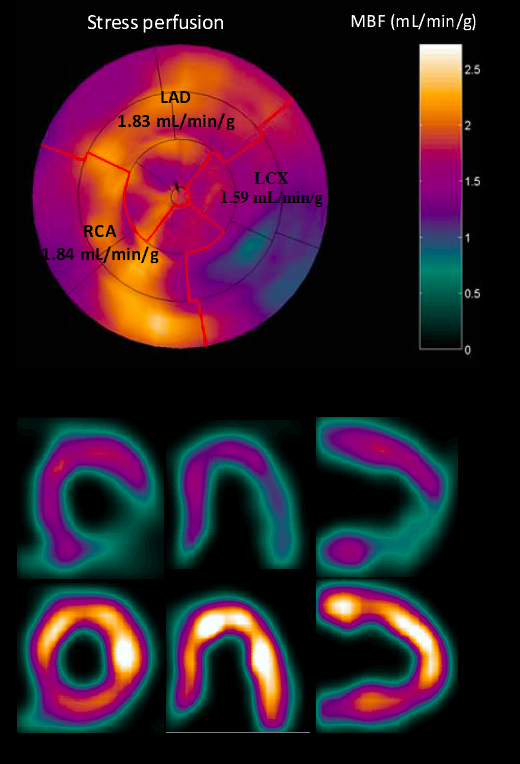 Stress perfusion
MBF (mL/min/g)
LAD
1.83 mL/min/g
LCX
1.59 mL/min/g
RCA
1.84 mL/min/g
2.5
2
1.5
1
0.5
0